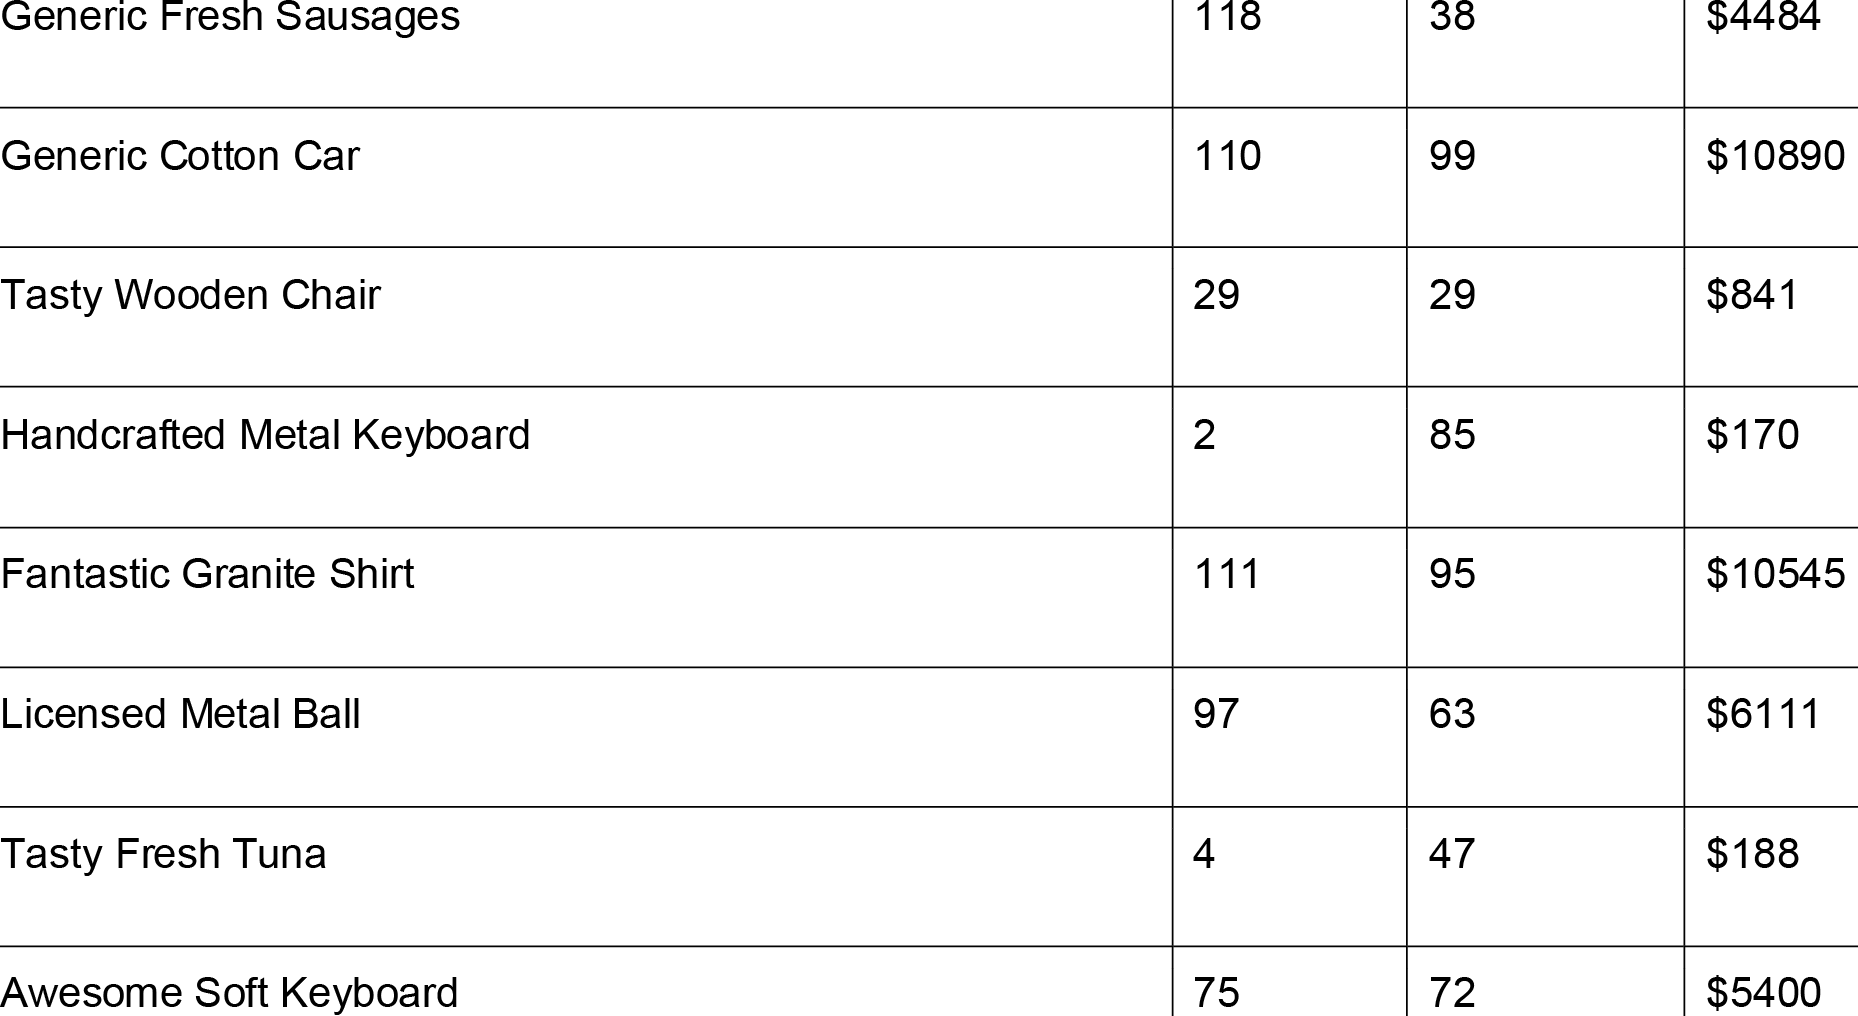 Generic Fresh Sausages 118 38 $4484
Generic Cotton Car 110 99 $10890
Tasty Wooden Chair 29 29 $841
Handcrafted Metal Keyboard 2 85 $170
Fantastic Granite Shirt 111 95 $10545
Licensed Metal Ball 97 63 $6111
Tasty Fresh Tuna 4 47 $188
Awesome Soft Keyboard 75 72 $5400